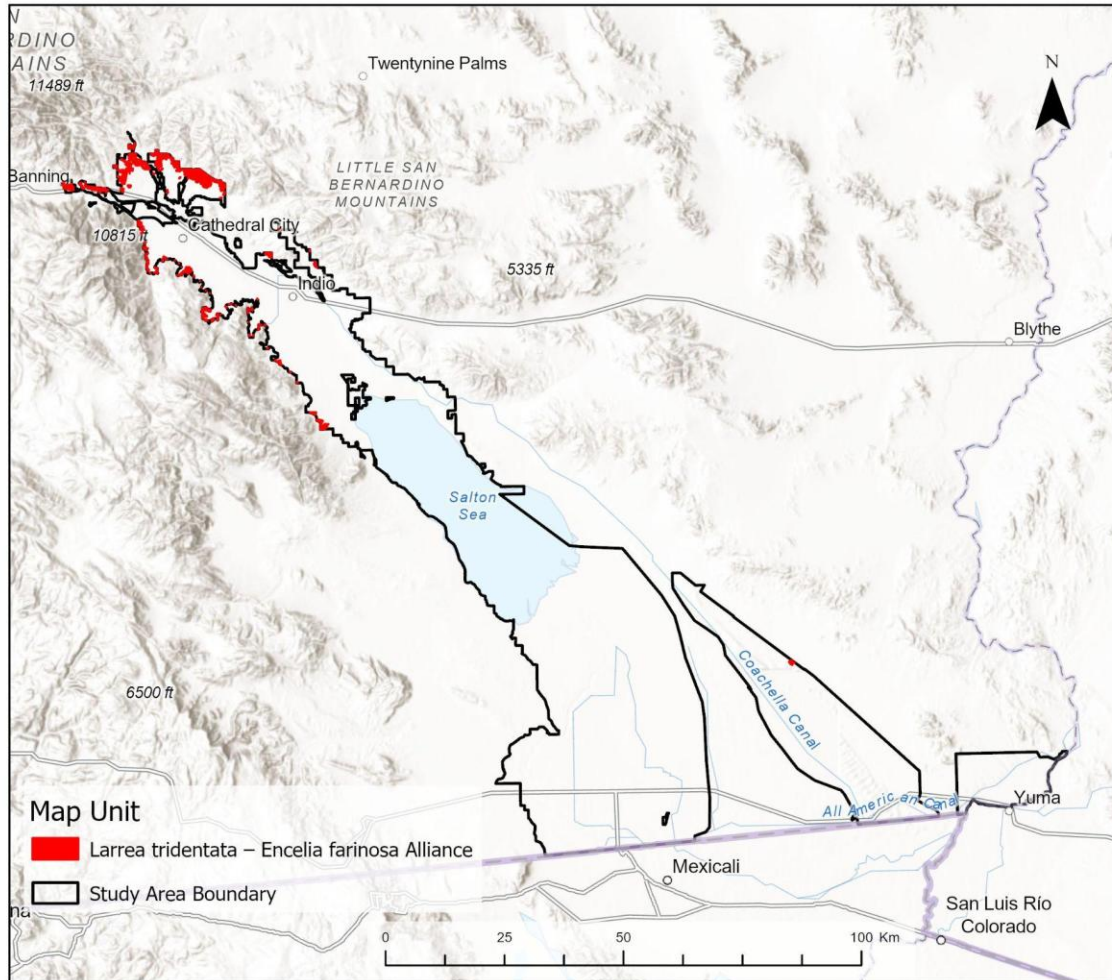 N
RDINO
AINS
11489 ft
Twentynine Palms
N
Banning
LITTLE SAN
BERNARDINO
MOUNTAINS
10815 ft
Cathedral City
5335 ft
Indio
Blythe
Salton
Sea
6500 ft
Coachella Canal
All American Canal
Yuma
Map Unit
Larrea tridentata – Encelia farinosa Alliance
Study Area Boundary
Mexicali
na
San Luis Río
Colorado
0 25 50 100 Km